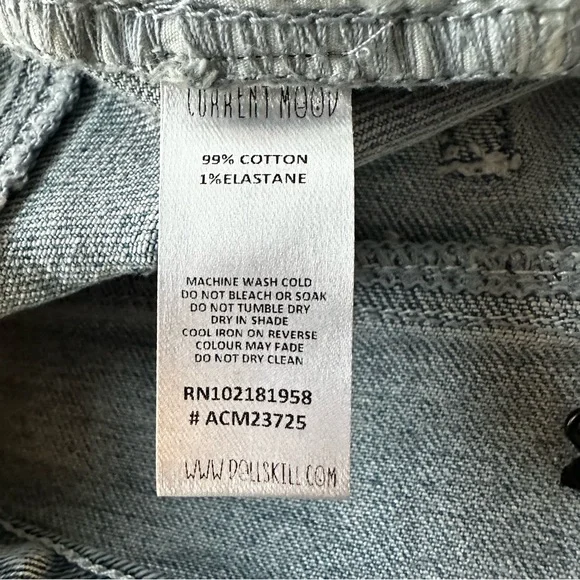 CURRENT MOOD
99% COTTON
1%ELASTANE
MACHINE WASH COLD
DO NOT BLEACH OR SOAK
DO NOT TUMBLE DRY
DRY IN SHADE
COOL IRON ON REVERSE
COLOUR MAY FADE
DO NOT DRY CLEAN
RN102181958
# ACM23725
WWW.DOLLSKILL.COM